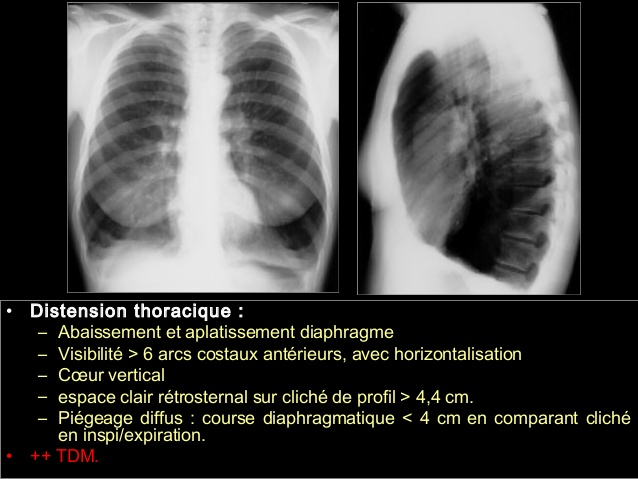 • Distension thoracique :
– Abaissement et aplatissement diaphragme
– Visibilité > 6 arcs costaux antérieurs, avec horizontalisation
– Cœur vertical
– espace clair rétrosternal sur cliché de profil > 4,4 cm.
– Piégeage diffus : course diaphragmatique < 4 cm en comparant cliché
en inspi/expiration.
• ++ TDM.